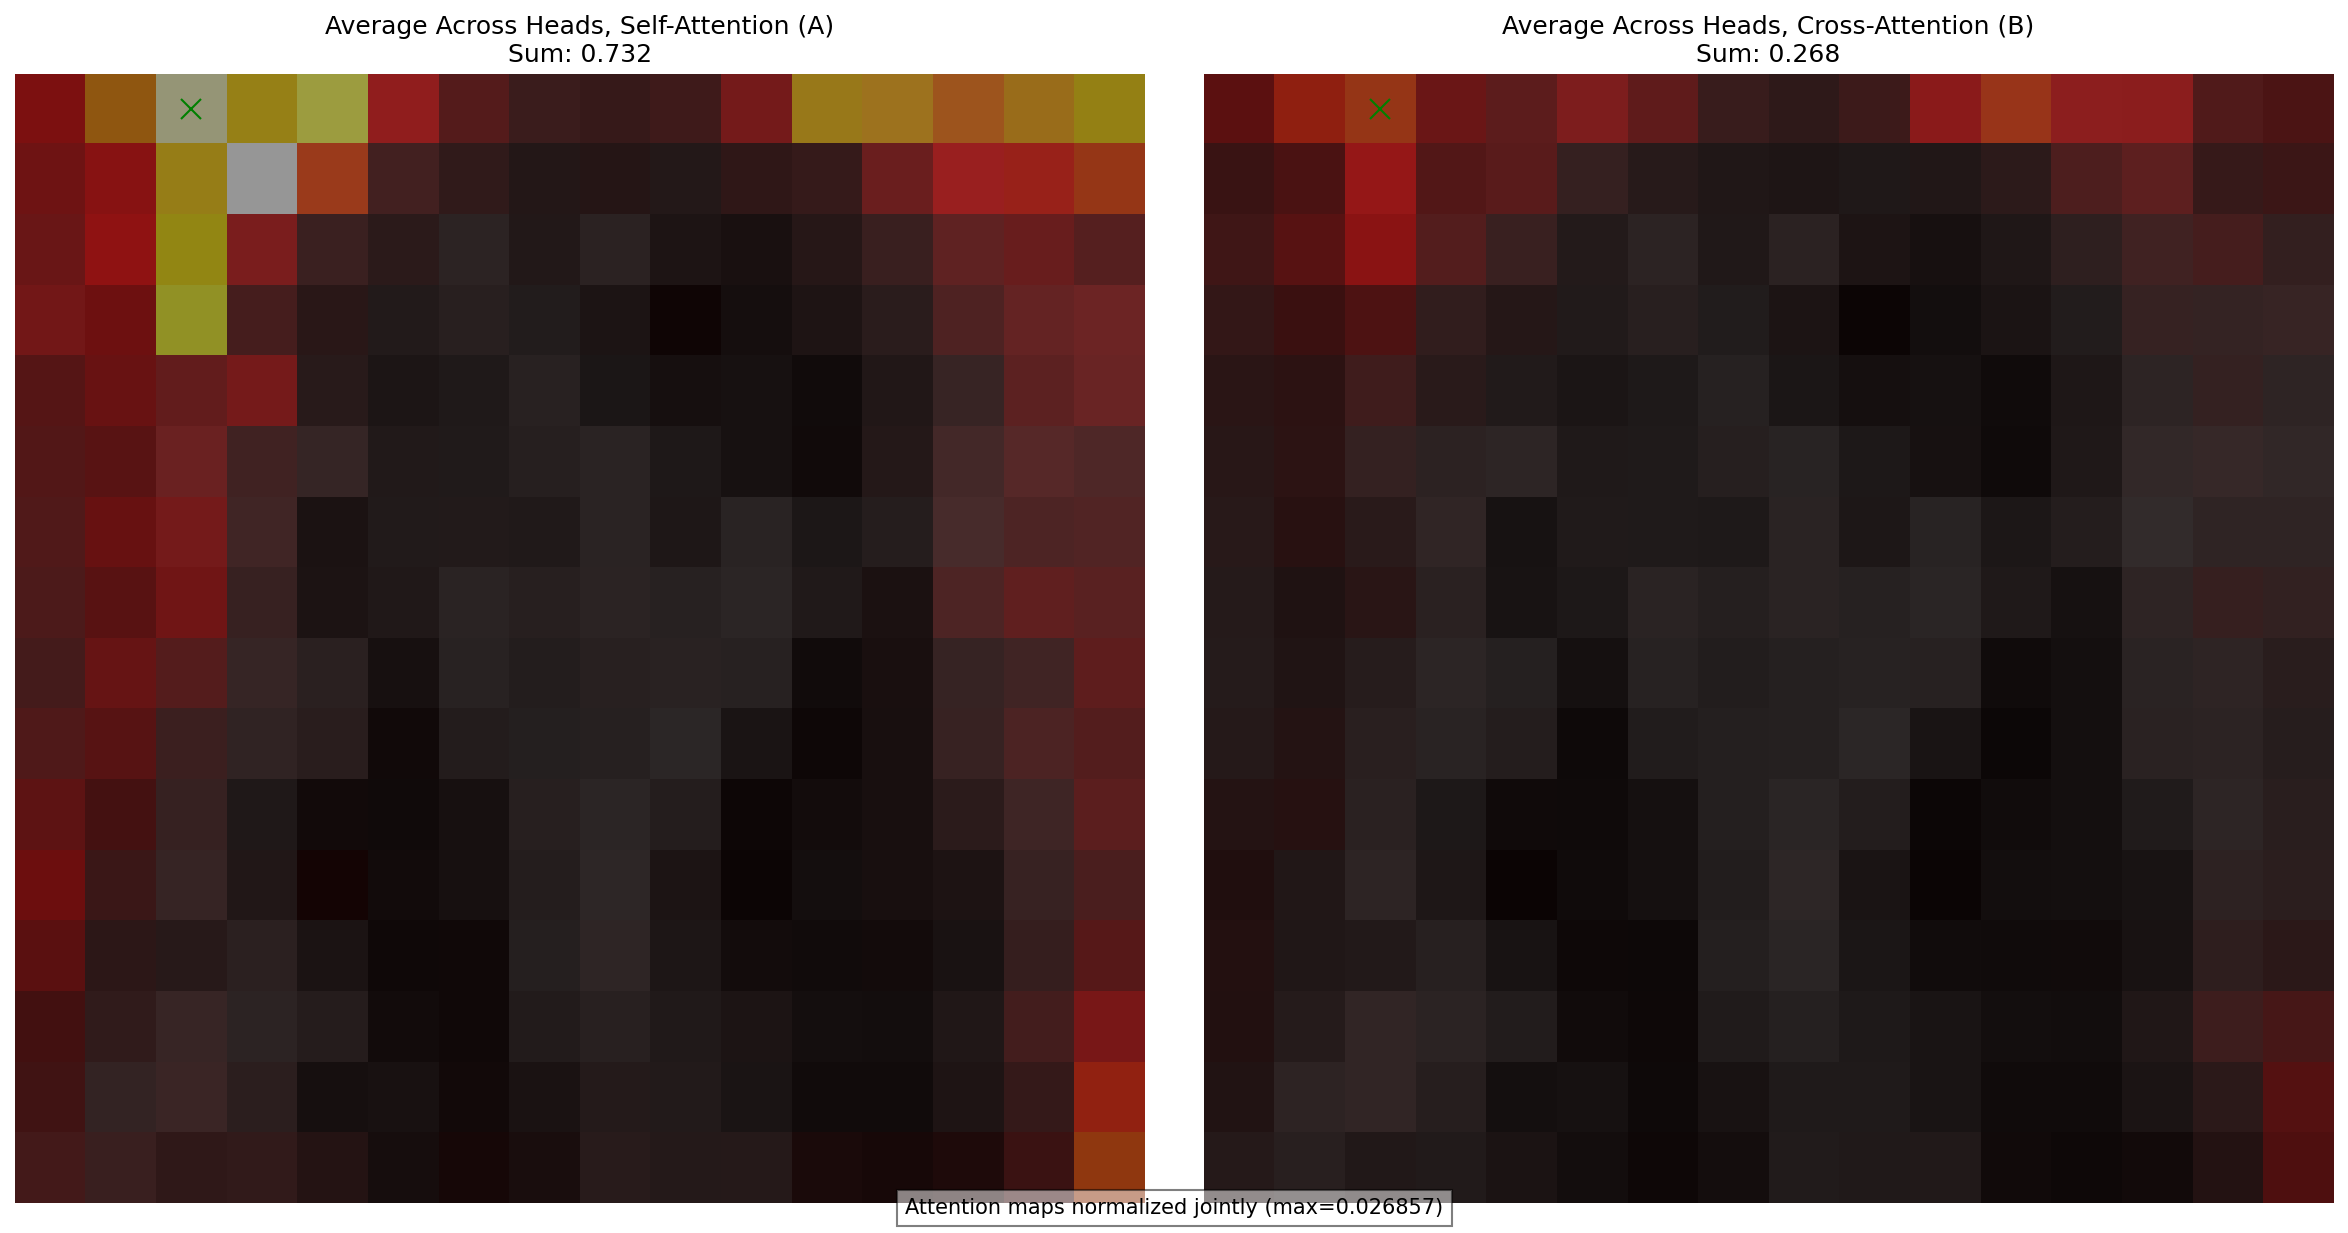 Average Across Heads, Self-Attention (A)
Sum: 0.732
Average Across Heads, Cross-Attention (B)
Sum: 0.268
Attention maps normalized jointly (max=0.026857)